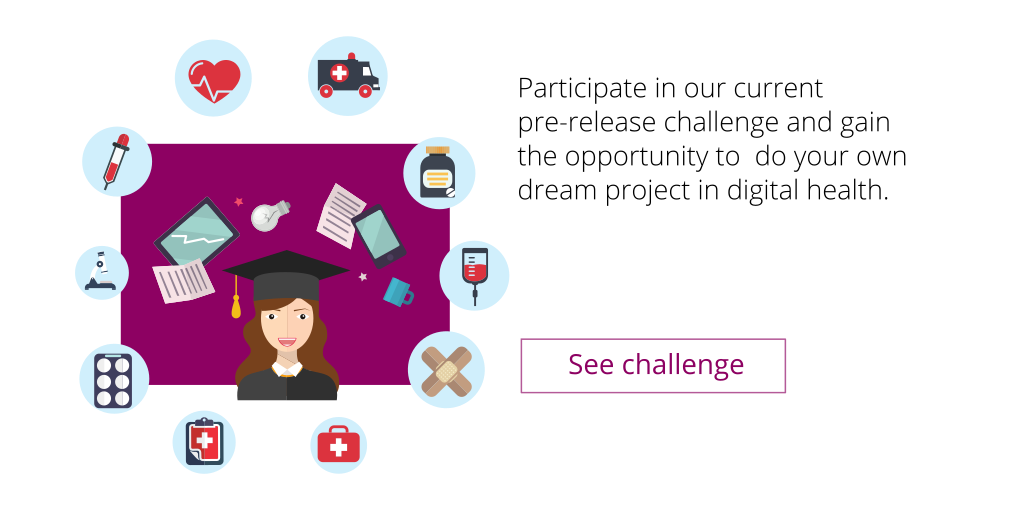 Participate in our current
pre-release challenge and gain
the opportunity to  do your own
dream project in digital health.
See challenge